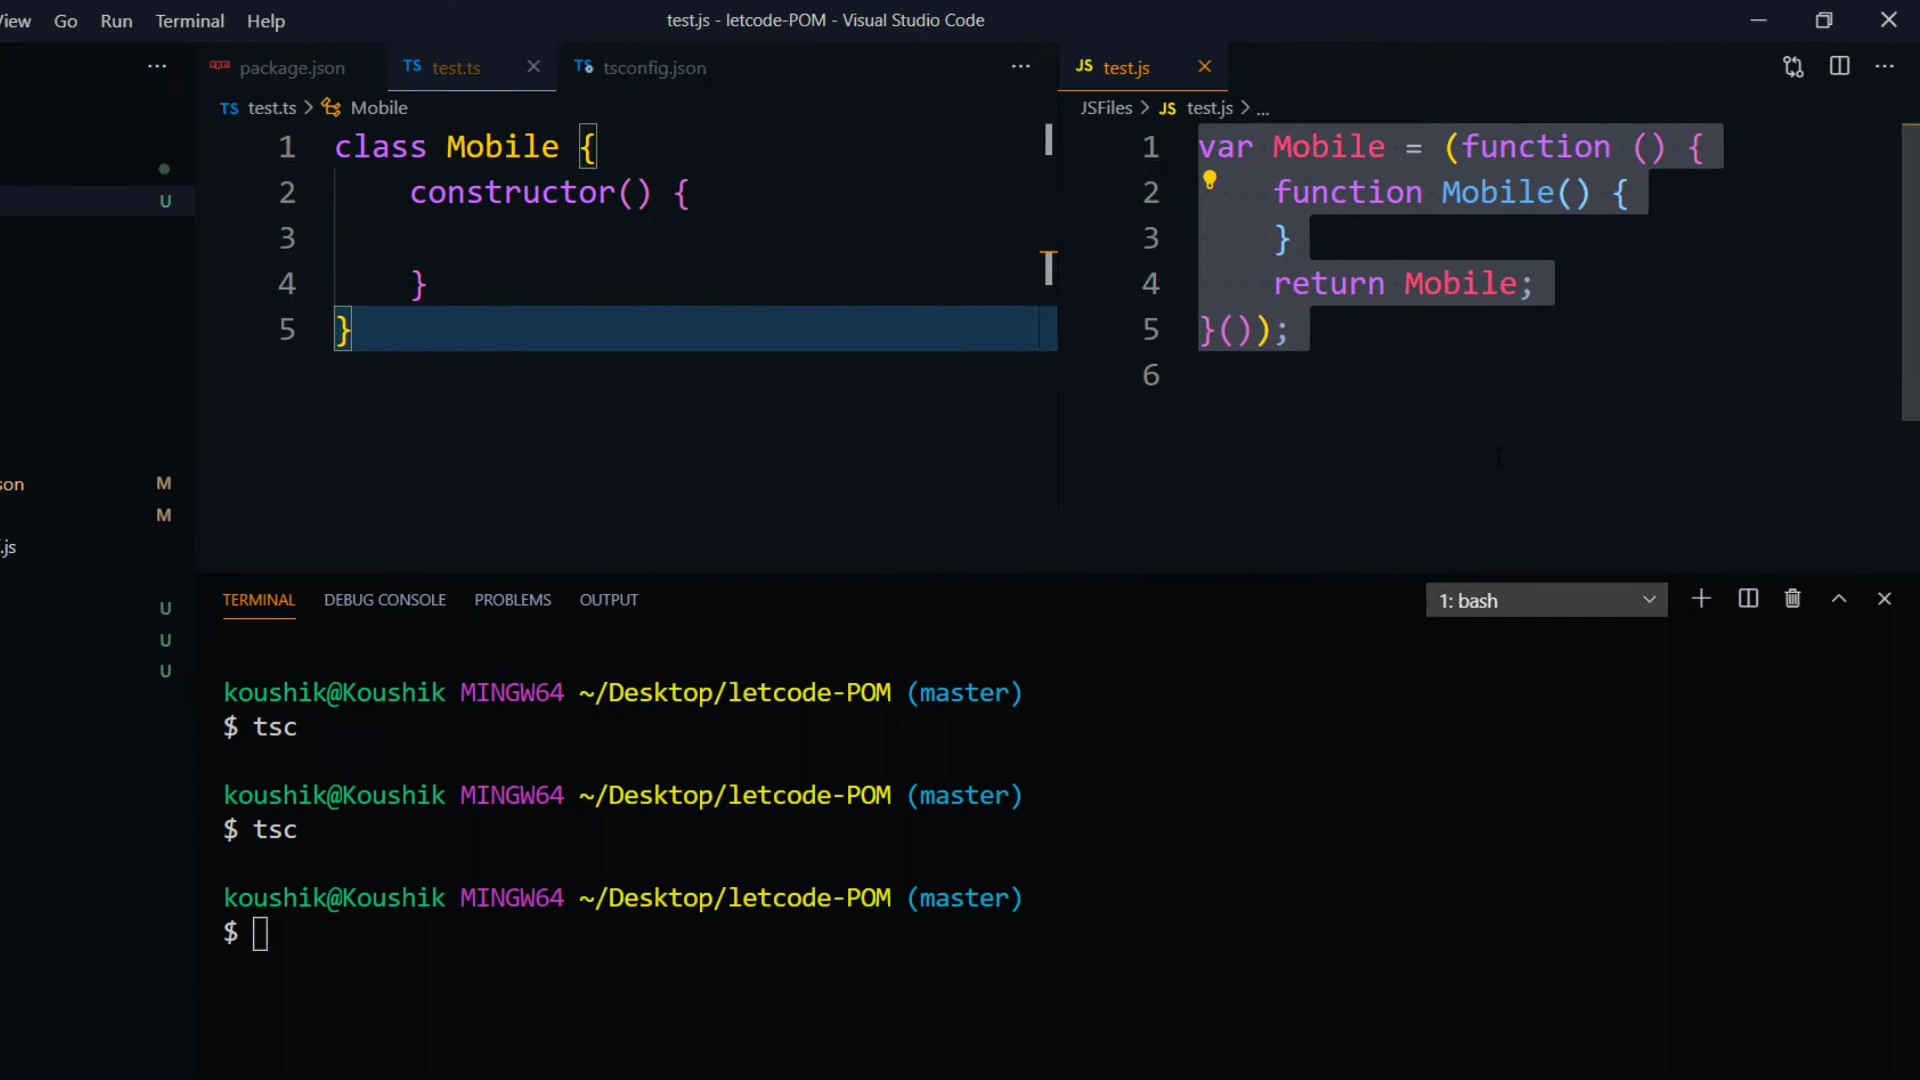 View Go Run Terminal Help test.js - letcode-POM - Visual Studio Code
package.json TS test.ts TS tsconfig.json
TS test.ts > Mobile
1 class Mobile {
2 constructor() {
3
4 }
5 }
JS test.js
JSFiles > JS test.js > ...
1 var Mobile = (function () {
2 function Mobile() {
3 }
4 return Mobile;
5 }());
6
U
son M
M
.js
U
U
U
TERMINAL DEBUG CONSOLE PROBLEMS OUTPUT 1: bash
koushik@Koushik MINGW64 ~/Desktop/letcode-POM (master)
$ tsc
koushik@Koushik MINGW64 ~/Desktop/letcode-POM (master)
$ tsc
koushik@Koushik MINGW64 ~/Desktop/letcode-POM (master)
$